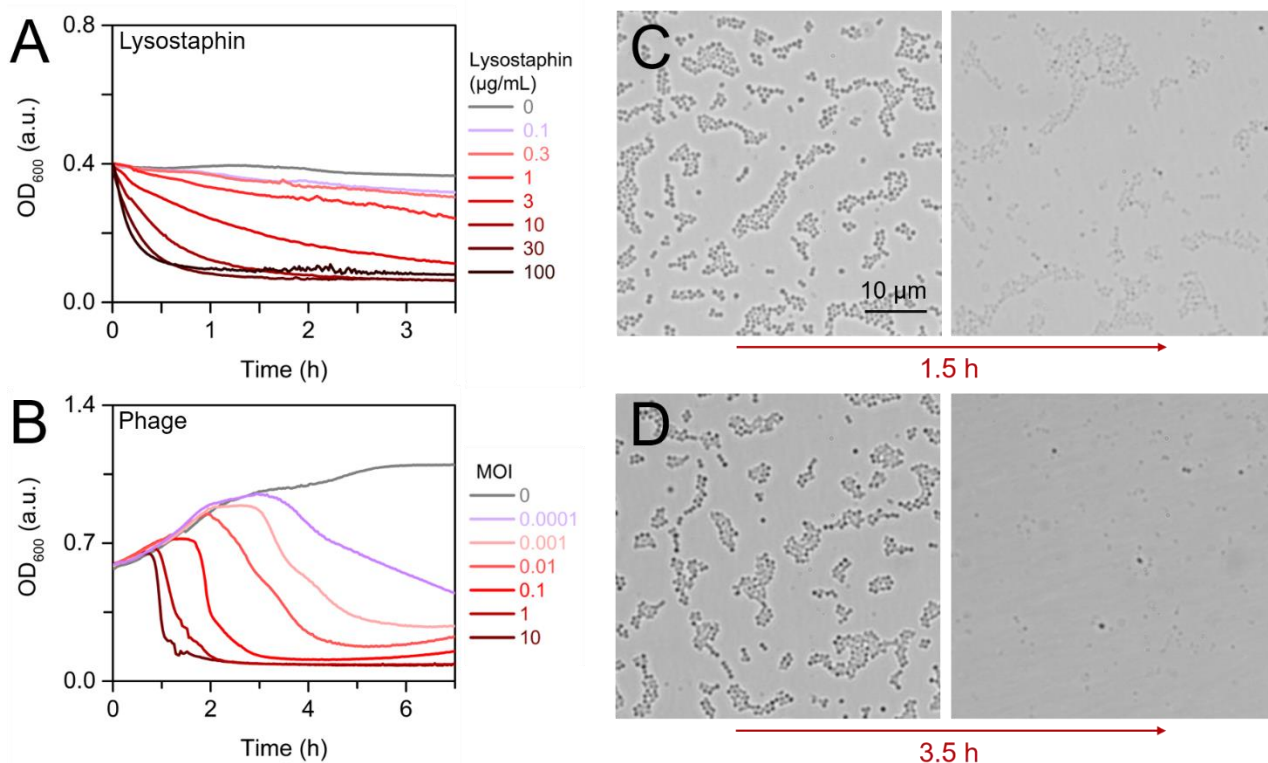 A
Lysostaphin
0.8
0.4
0.0
OD600 (a.u.)
0
1
2
3
Time (h)
Lysostaphin
(µg/mL)
0
0.1
0.3
1
3
10
30
100
B
Phage
1.4
0.7
0.0
OD600 (a.u.)
0
2
4
6
Time (h)
MOI
0
0.0001
0.001
0.01
0.1
1
10
C
10 µm
1.5 h
D
3.5 h